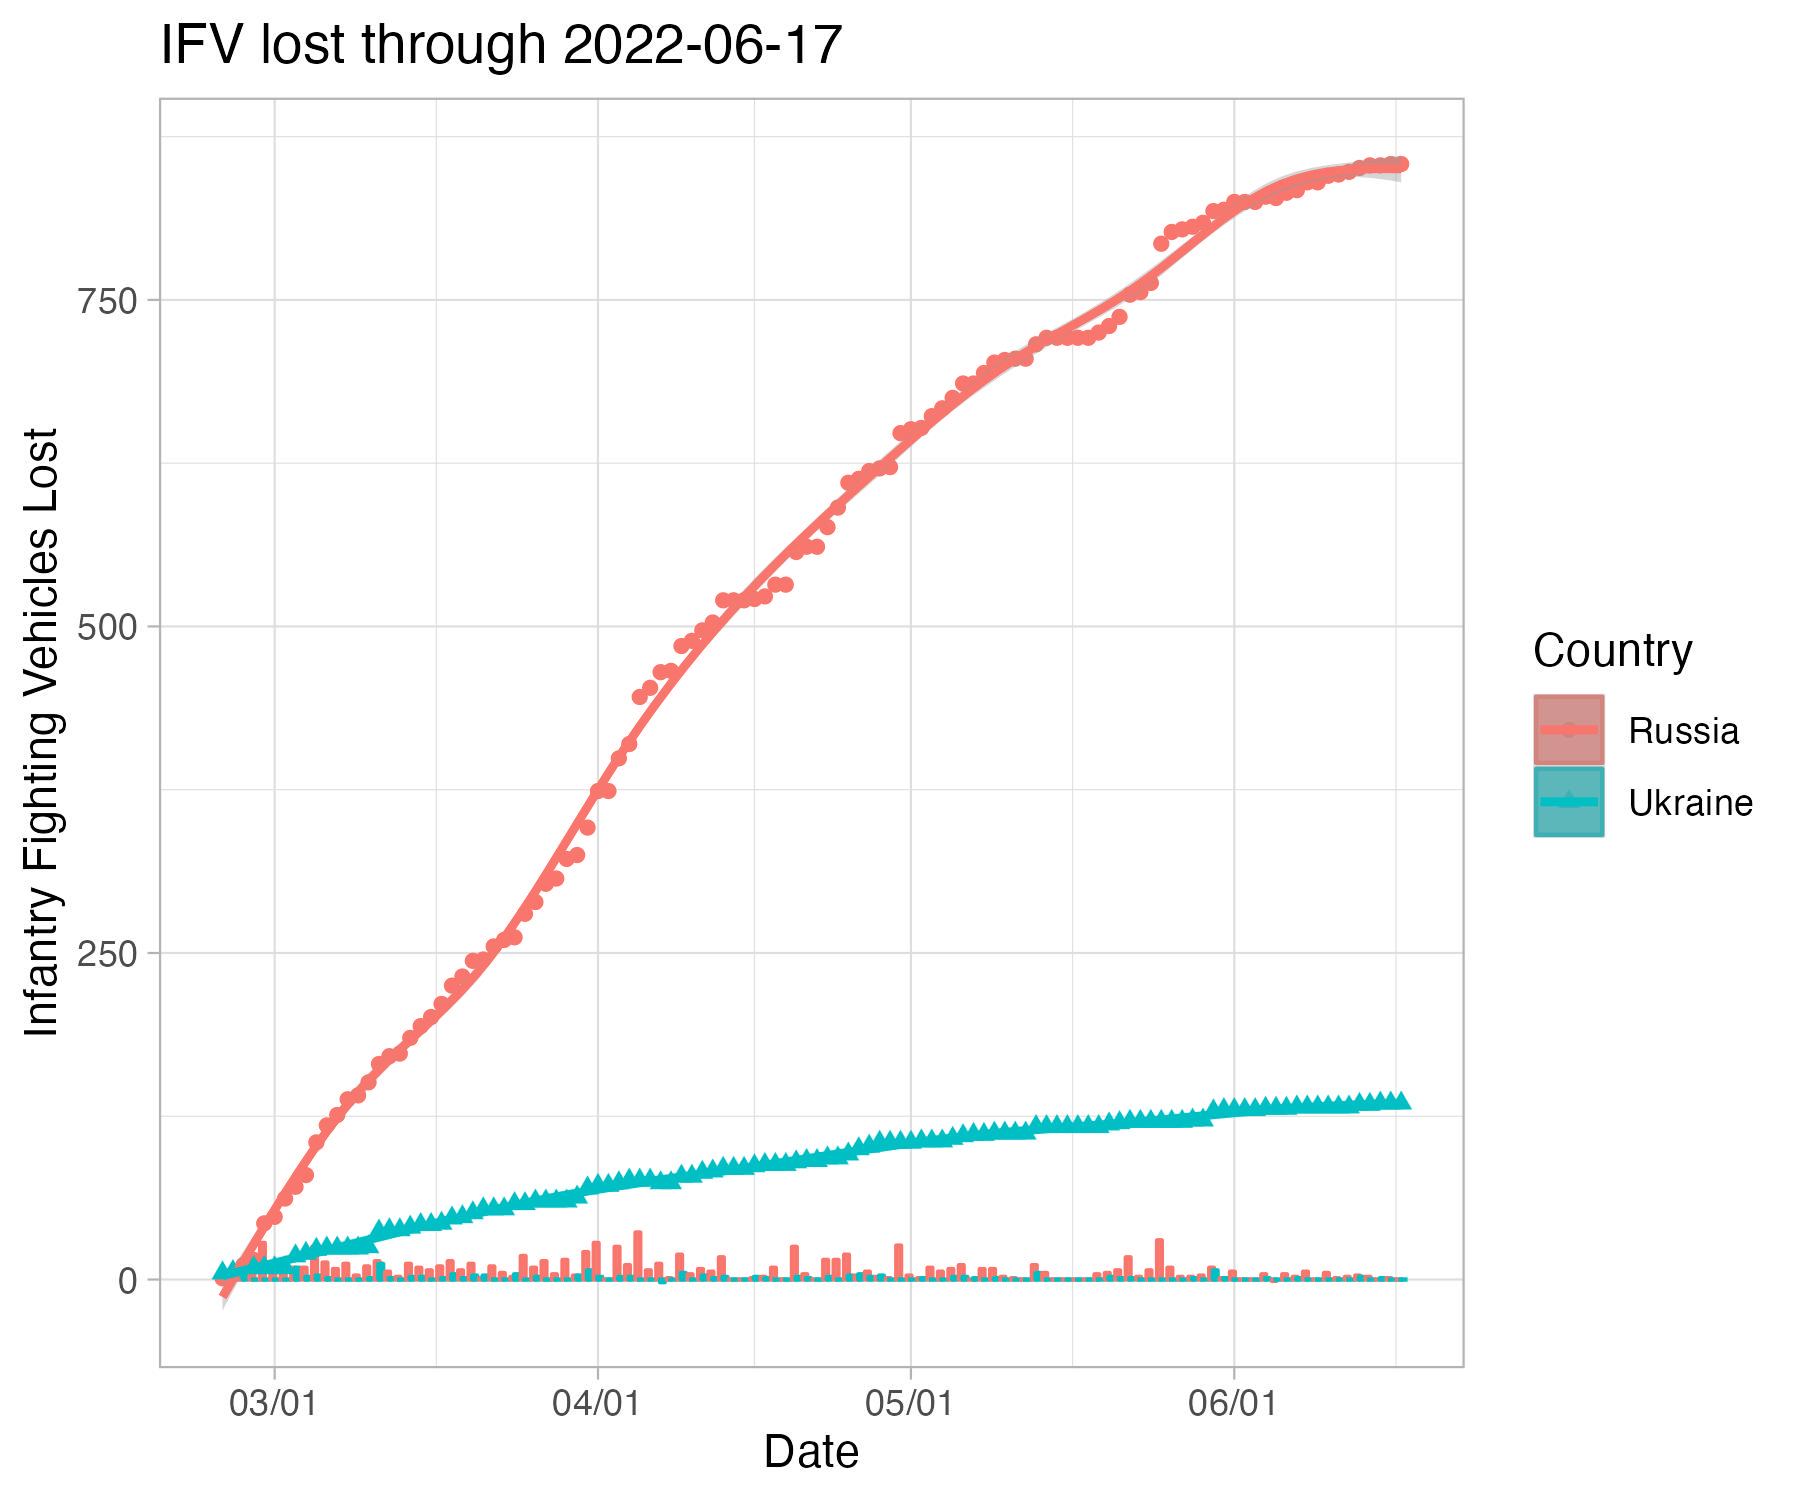 IFV lost through 2022-06-17
Infantry Fighting Vehicles Lost
750
500
250
0
03/01
04/01
05/01
06/01
Date
Country
Russia
Ukraine